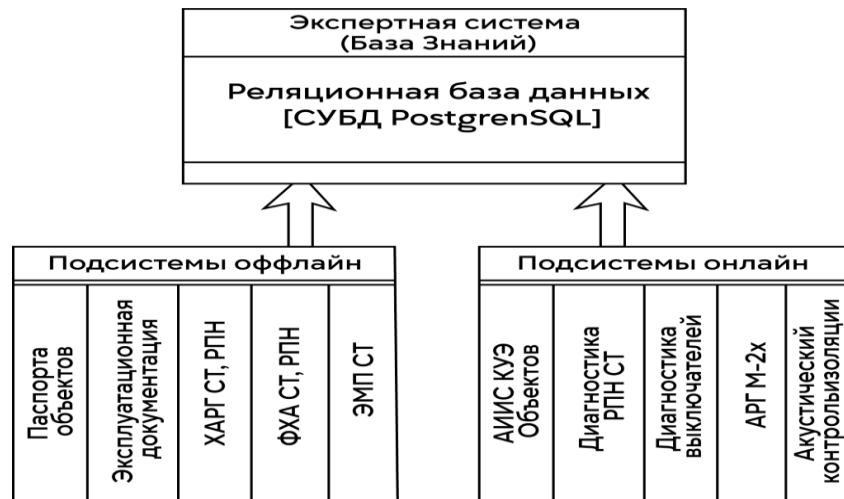 Экспертная система
(База Знаний)
Реляционная база данных
[СУБД PostgrenSQL]
Подсистемы оффлайн
Паспорта
объектов
Эксплуатационная
документация
ХАРГ СТ, РПН
ФХА СТ, РПН
ЭМП СТ
Подсистемы онлайн
АИИС КУЭ
Объектов
Диагностика
РПН СТ
Диагностика
выключателей
АРГ М-2х
Акустический
контрольизоляции